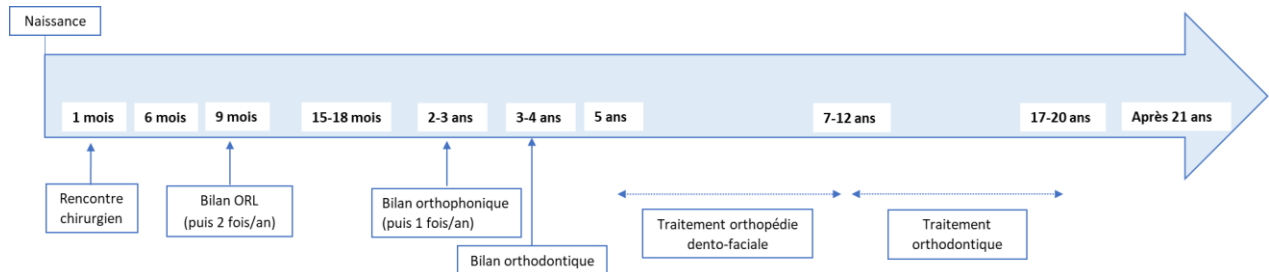 Naissance
1 mois
6 mois
9 mois
15-18 mois
2-3 ans
3-4 ans
5 ans
7-12 ans
17-20 ans
Après 21 ans
Rencontre
chirurgien
Bilan ORL
(puis 2 fois/an)
Bilan orthophonique
(puis 1 fois/an)
Bilan orthodontique
Traitement orthopédie
dento-faciale
Traitement
orthodontique